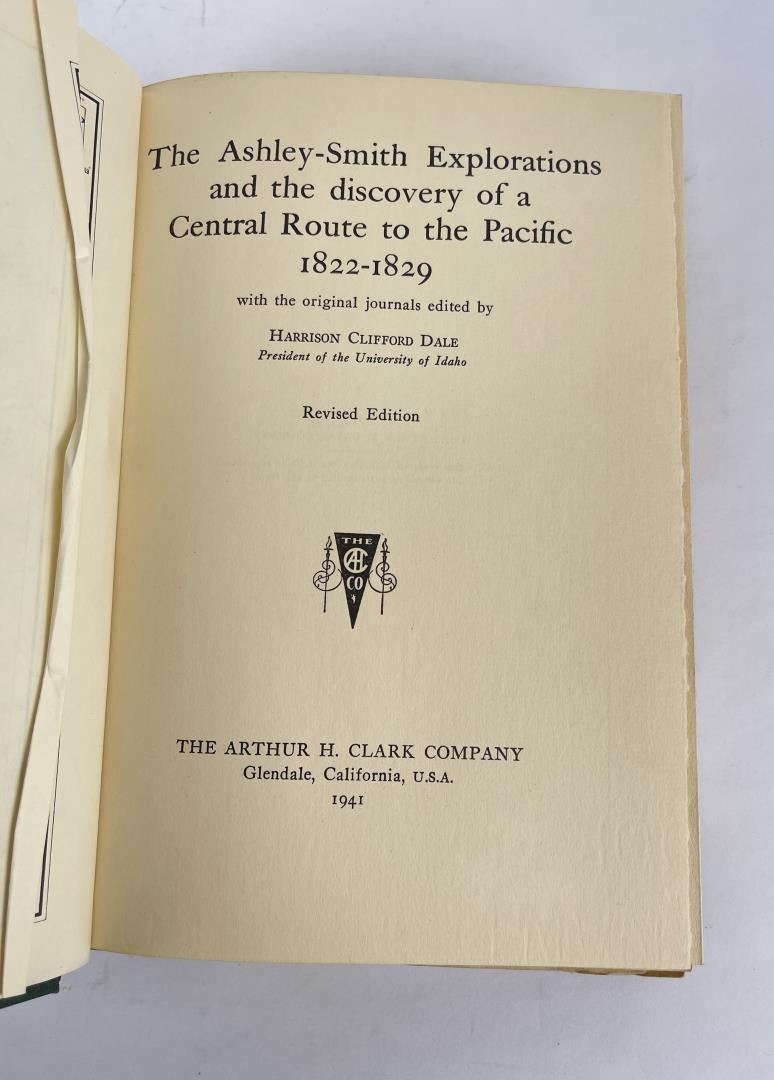 The Ashley-Smith Explorations
and the discovery of a
Central Route to the Pacific
1822-1829
with the original journals edited by
HARRISON CLIFFORD DALE
President of the University of Idaho
Revised Edition
THE
AHC
CO
THE ARTHUR H. CLARK COMPANY
Glendale, California, U.S.A.
1941